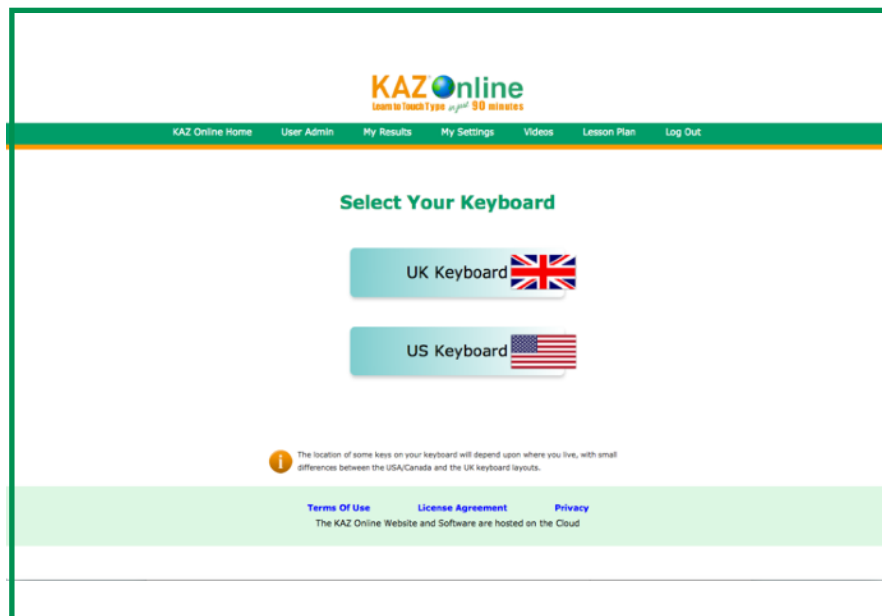 KAZ Online
Learn to Touch Type in just 90 minutes
KAZ Online Home User Admin My Results My Settings Videos Lesson Plan Log Out
Select Your Keyboard
UK Keyboard
US Keyboard
i The location of some keys on your keyboard will depend upon where you live, with small
differences between the USA/Canada and the UK keyboard layouts.
Terms Of Use License Agreement Privacy
The KAZ Online Website and Software are hosted on the Cloud